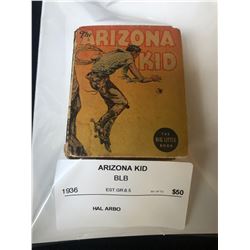 The
ARIZONA
KID
THE
BIG LITTLE
BOOK
ARIZONA KID
BLB
1936
EST GR.8.5
$50
HAL ARBO